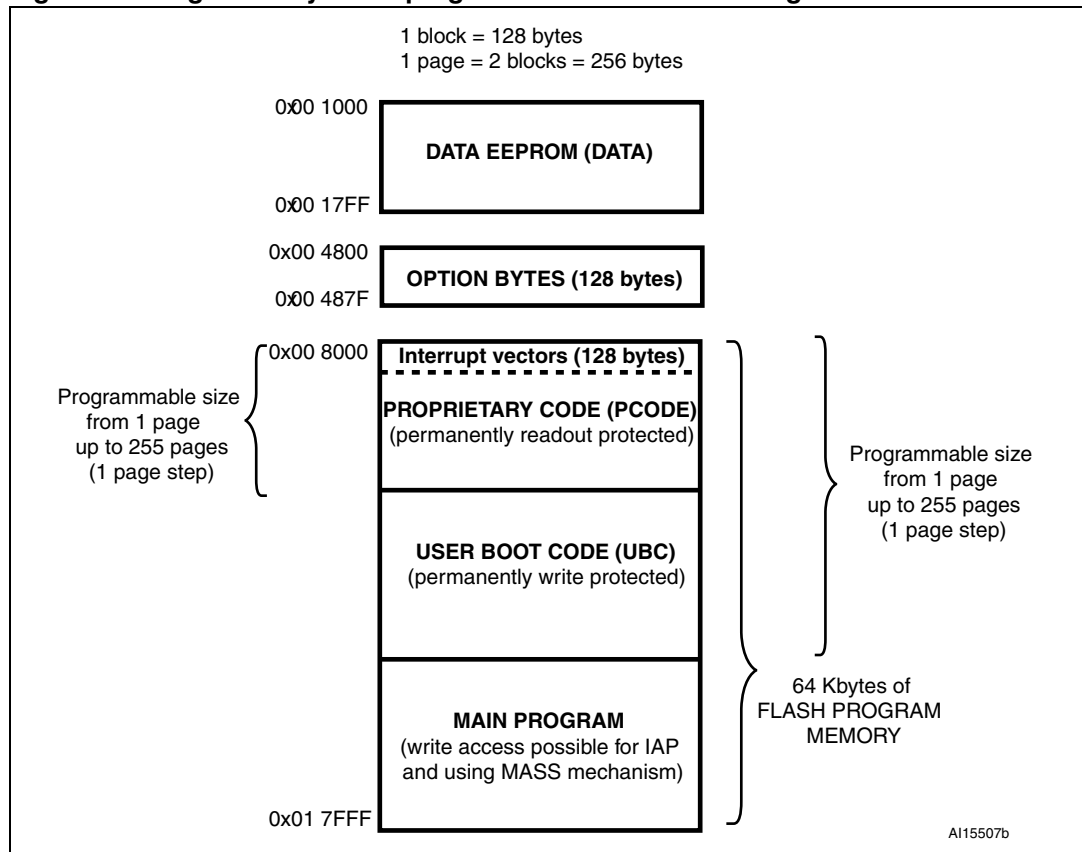 1 block = 128 bytes
1 page = 2 blocks = 256 bytes
0x00 1000
DATA EEPROM (DATA)
0x00 17FF
0x00 4800
OPTION BYTES (128 bytes)
0x00 487F
0x00 8000
Interrupt vectors (128 bytes)
Programmable size
from 1 page
up to 255 pages
(1 page step)
PROPRIETARY CODE (PCODE)
(permanently readout protected)
Programmable size
from 1 page
up to 255 pages
(1 page step)
USER BOOT CODE (UBC)
(permanently write protected)
64 Kbytes of
FLASH PROGRAM
MEMORY
MAIN PROGRAM
(write access possible for IAP
and using MASS mechanism)
0x01 7FFF
AI15507b